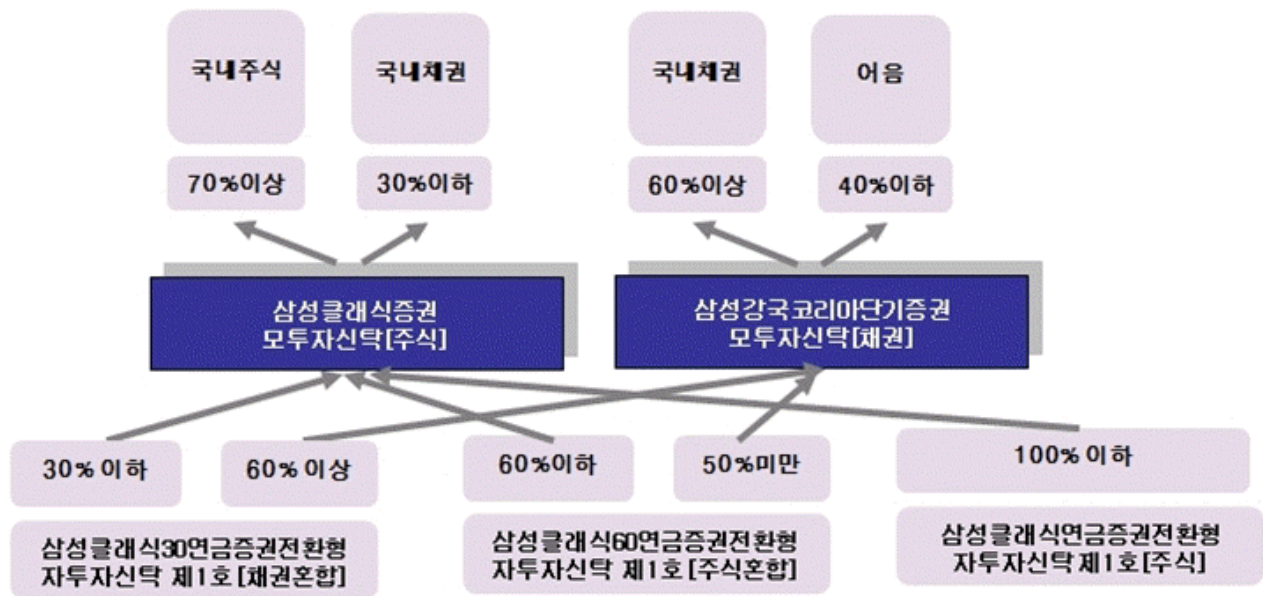 국내주식
국내채권
국내채권
어음
70%이상
30%이하
60%이상
40%이하
삼성클래식증권
모투자신탁[주식]
삼성강국코리아단기증권
모투자신탁[채권]
30%이하
60%이상
60%이하
50%미만
100%이하
삼성클래식30연금증권전환형
자투자신탁 제1호[채권혼합]
삼성클래식60연금증권전환형
자투자신탁 제1호[주식혼합]
삼성클래식연금증권전환형
자투자신탁제1호[주식]